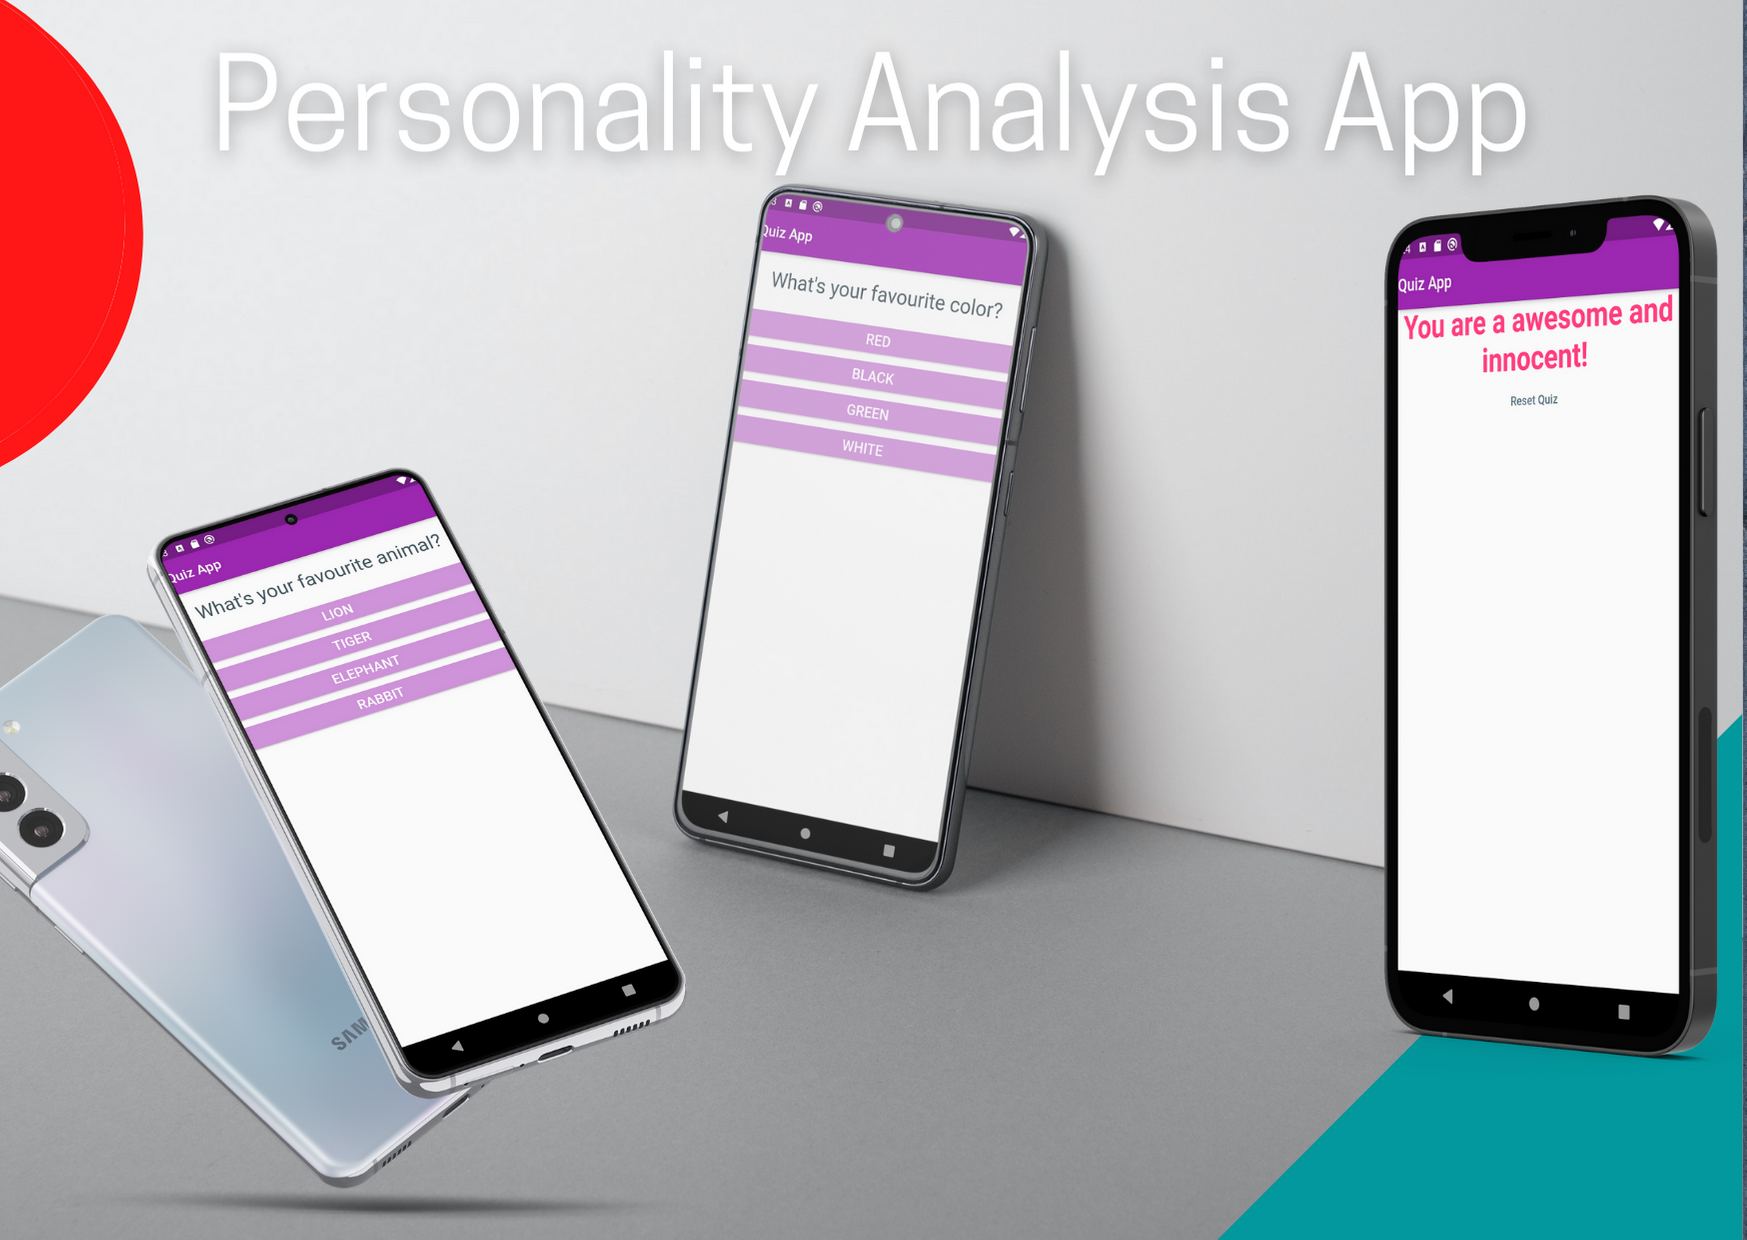 Personality Analysis App
Quiz App
What's your favourite animal?
LION
TIGER
ELEPHANT
RABBIT
SAM
Quiz App
What's your favourite color?
RED
BLACK
GREEN
WHITE
Quiz App
You are a awesome and
innocent!
Reset Quiz